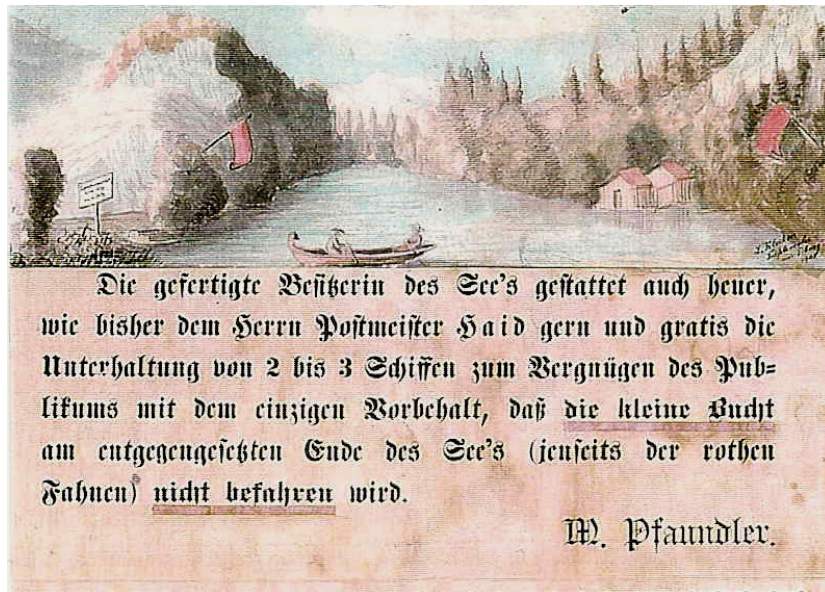 Die gefertigte Besitzerin des See's gestattet auch heuer,
wie bisher dem Herrn Postmeister Haid gern und gratis die
Unterhaltung von 2 bis 3 Schiffen zum Vergnügen des Pub=
likums mit dem einzigen Vorbehalt, daß die kleine Bucht
am entgegengesetzten Ende des See's (jenseits der rothen
Fahnen) nicht befahren wird.
M. Pfaundler.